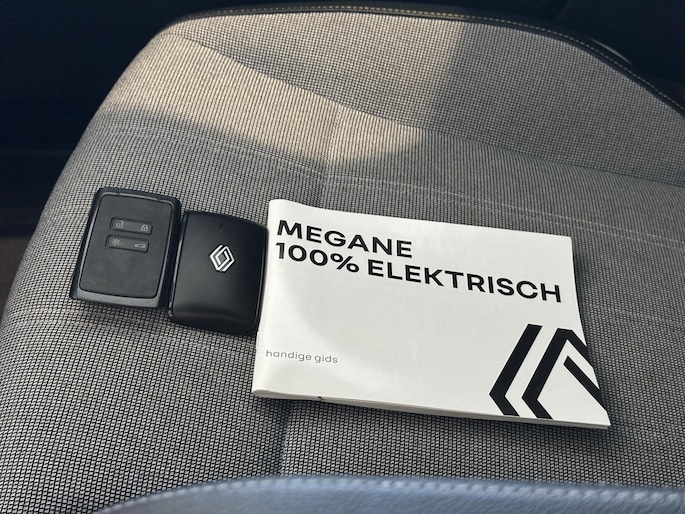 MEGANE
100% ELEKTRISCH
handige gids